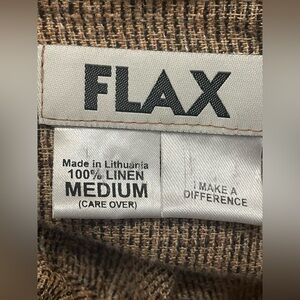 FLAX
Made in Lithuania
100% LINEN
MEDIUM
(CARE OVER)
I MAKE A
DIFFERENCE